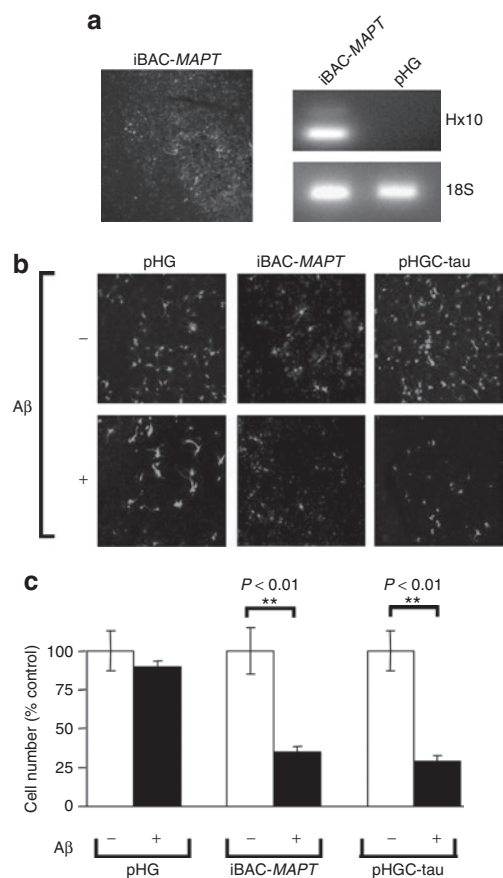 a
iBAC-MAPT
iBAC-MAPT
pHG
Hx10
18S
b
pHG
iBAC-MAPT
pHGC-tau
Aβ
−
+
c
P < 0.01
**
P < 0.01
**
Cell number (% control)
100
75
50
25
0
Aβ
− + − + − +
pHG iBAC-MAPT pHGC-tau